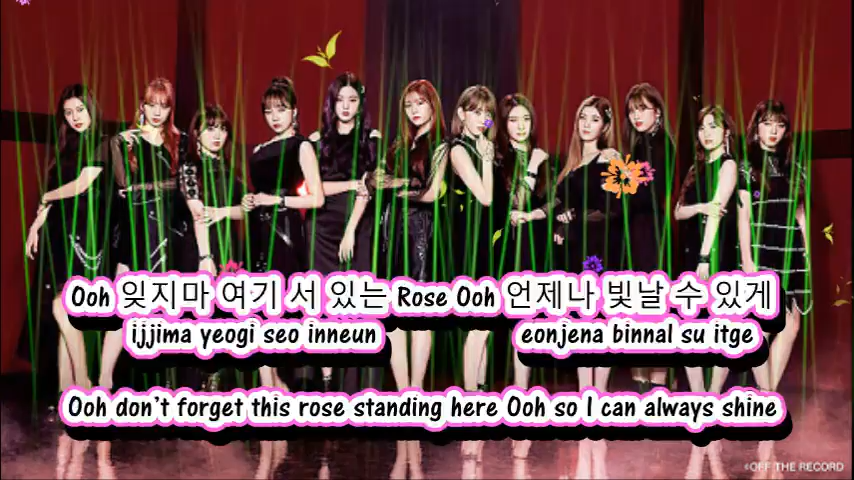 Ooh 잊지마 여기 서 있는 Rose Ooh 언제나 빛날 수 있게
ijjima yeogi seo inneun eonjena binnal su itge
Ooh don't forget this rose standing here Ooh so I can always shine
©OFF THE RECORD